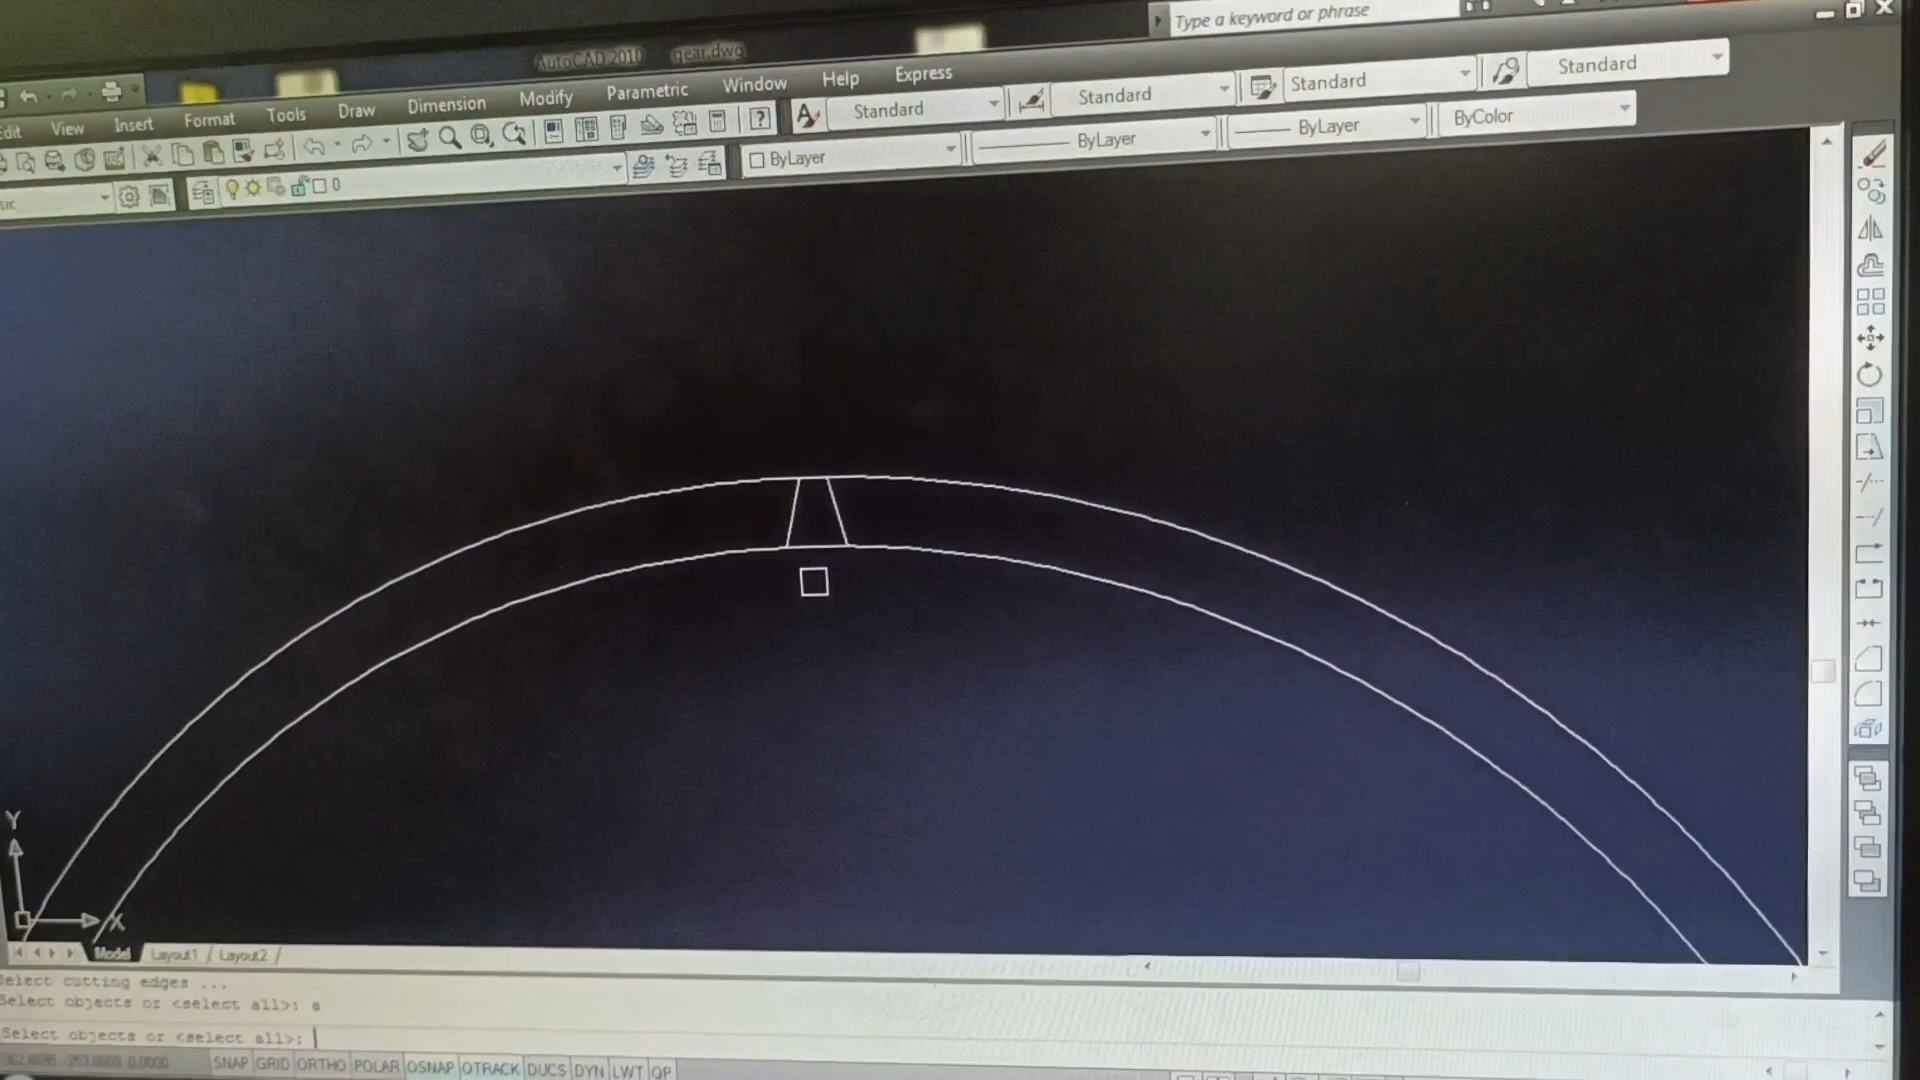 Type a keyword or phrase
AutoCAD 2010 gear.dwg
Edit View Insert Format Tools Draw Dimension Modify Parametric Window Help Express
Standard Standard Standard Standard
0 ByLayer ByLayer ByLayer ByColor
Y
X
Model Layout1 Layout2
Select cutting edges ...
Select objects or <select all>: a
Select objects or <select all>:
SNAP GRID ORTHO POLAR OSNAP OTRACK DUCS DYN LWT QP